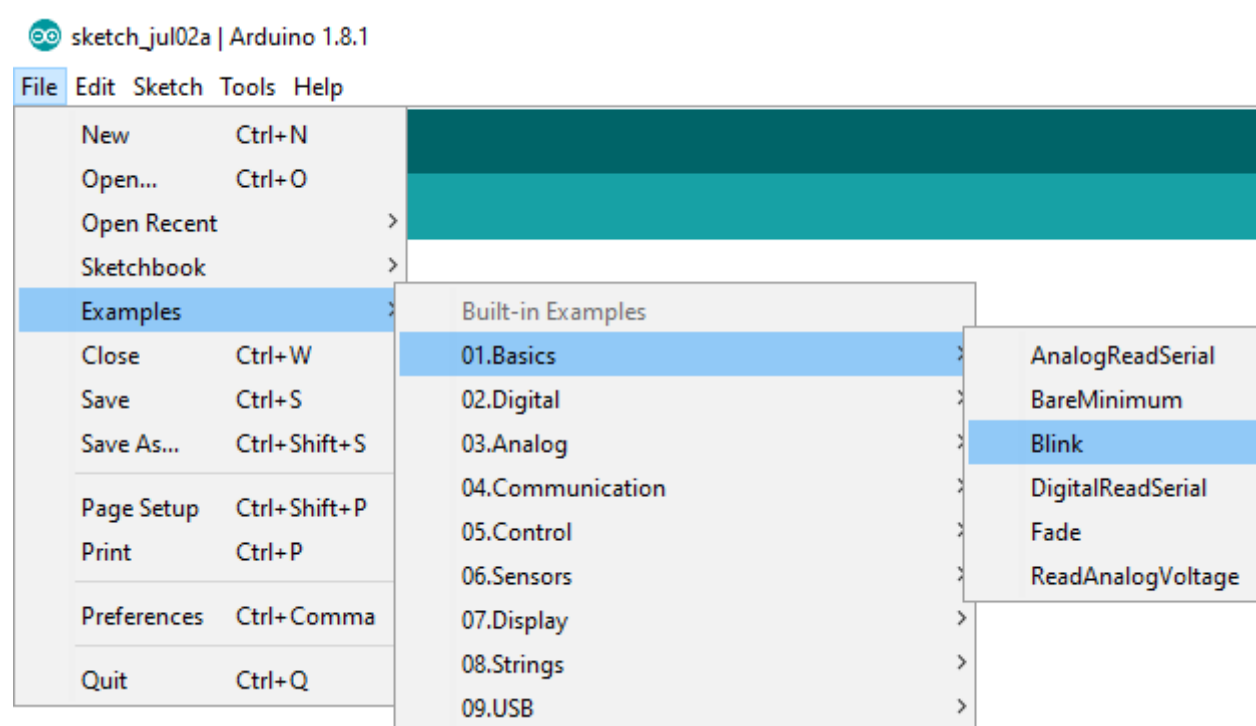 sketch_jul02a | Arduino 1.8.1
File Edit Sketch Tools Help
New Ctrl+N
Open... Ctrl+O
Open Recent
Sketchbook
Examples
Close Ctrl+W
Save Ctrl+S
Save As... Ctrl+Shift+S
Page Setup Ctrl+Shift+P
Print Ctrl+P
Preferences Ctrl+Comma
Quit Ctrl+Q
Built-in Examples
01.Basics
02.Digital
03.Analog
04.Communication
05.Control
06.Sensors
07.Display
08.Strings
09.USB
AnalogReadSerial
BareMinimum
Blink
DigitalReadSerial
Fade
ReadAnalogVoltage